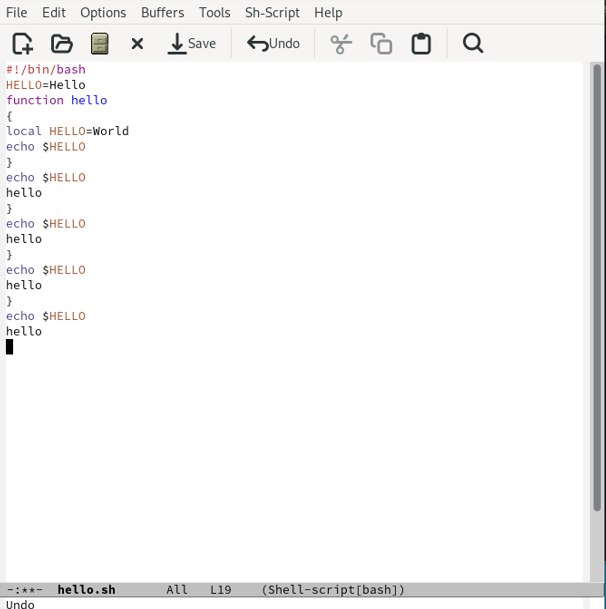 File Edit Options Buffers Tools Sh-Script Help
Save Undo
#!/bin/bash
HELLO=Hello
function hello
{
local HELLO=World
echo $HELLO
}
echo $HELLO
hello
}
echo $HELLO
hello
}
echo $HELLO
hello
}
echo $HELLO
hello
-:**- hello.sh All L19 (Shell-script[bash])
Undo